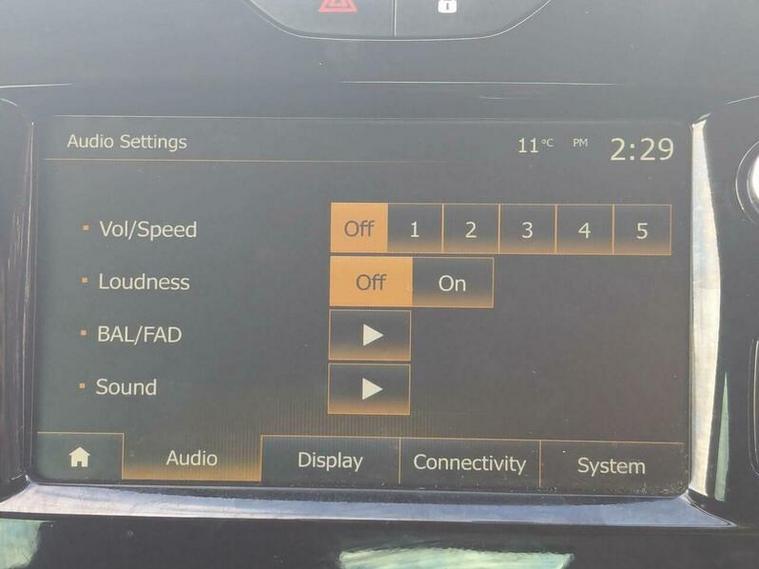 Audio Settings 11°C PM 2:29
Vol/Speed Off 1 2 3 4 5
Loudness Off On
BAL/FAD
Sound
Audio Display Connectivity System